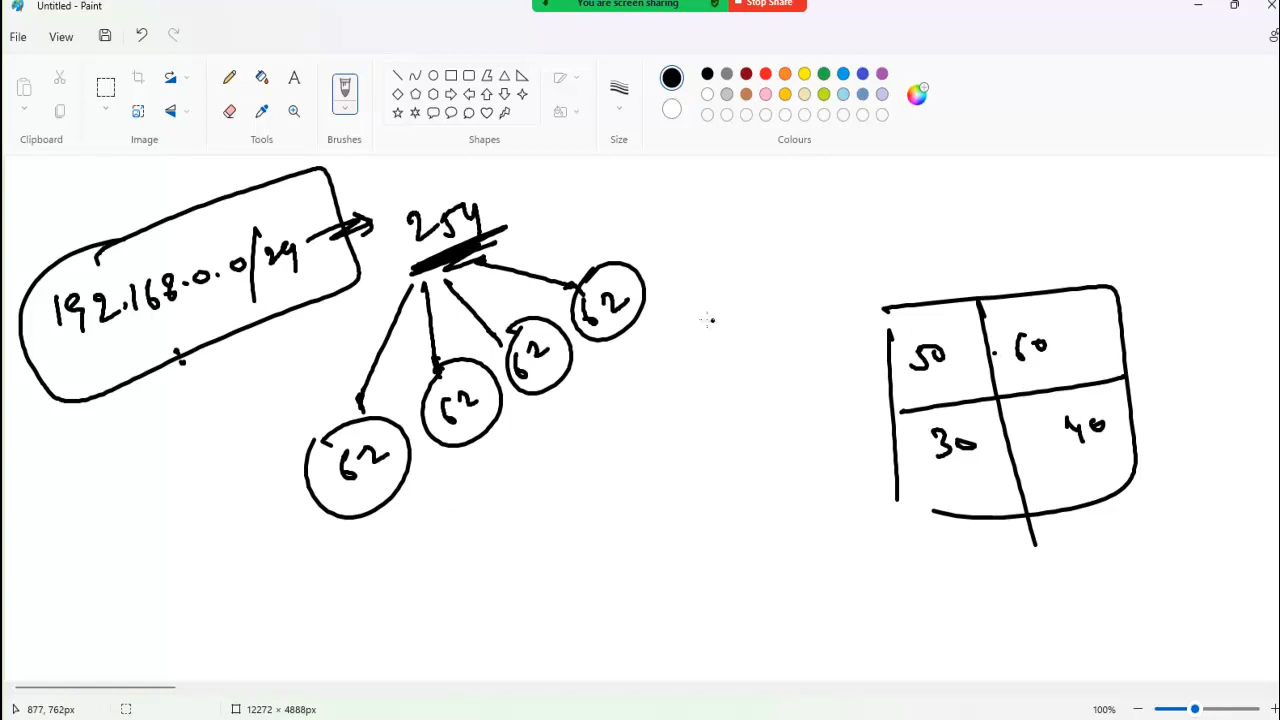 Untitled - Paint
You are screen sharing
Stop Share
File
View
A
Clipboard
Image
Tools
Brushes
Shapes
Size
Colours
192.168.0.0/24
254
62
62
62
62
50
60
30
40
877, 762px
12272 × 4888px
100%